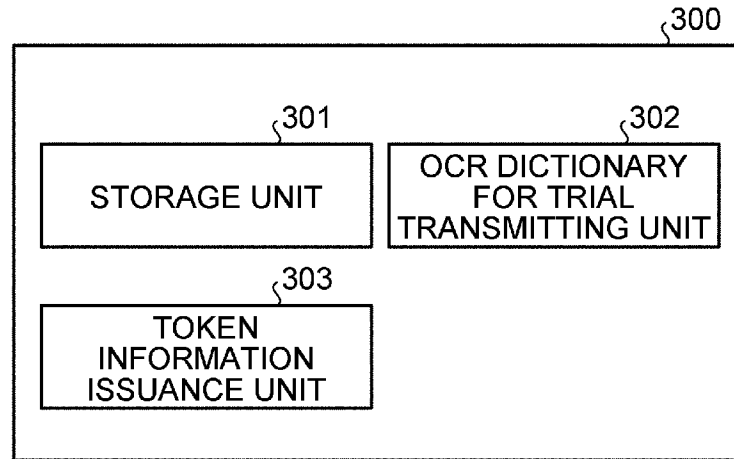 300
301
STORAGE UNIT
302
OCR DICTIONARY
FOR TRIAL
TRANSMITTING UNIT
303
TOKEN
INFORMATION
ISSUANCE UNIT